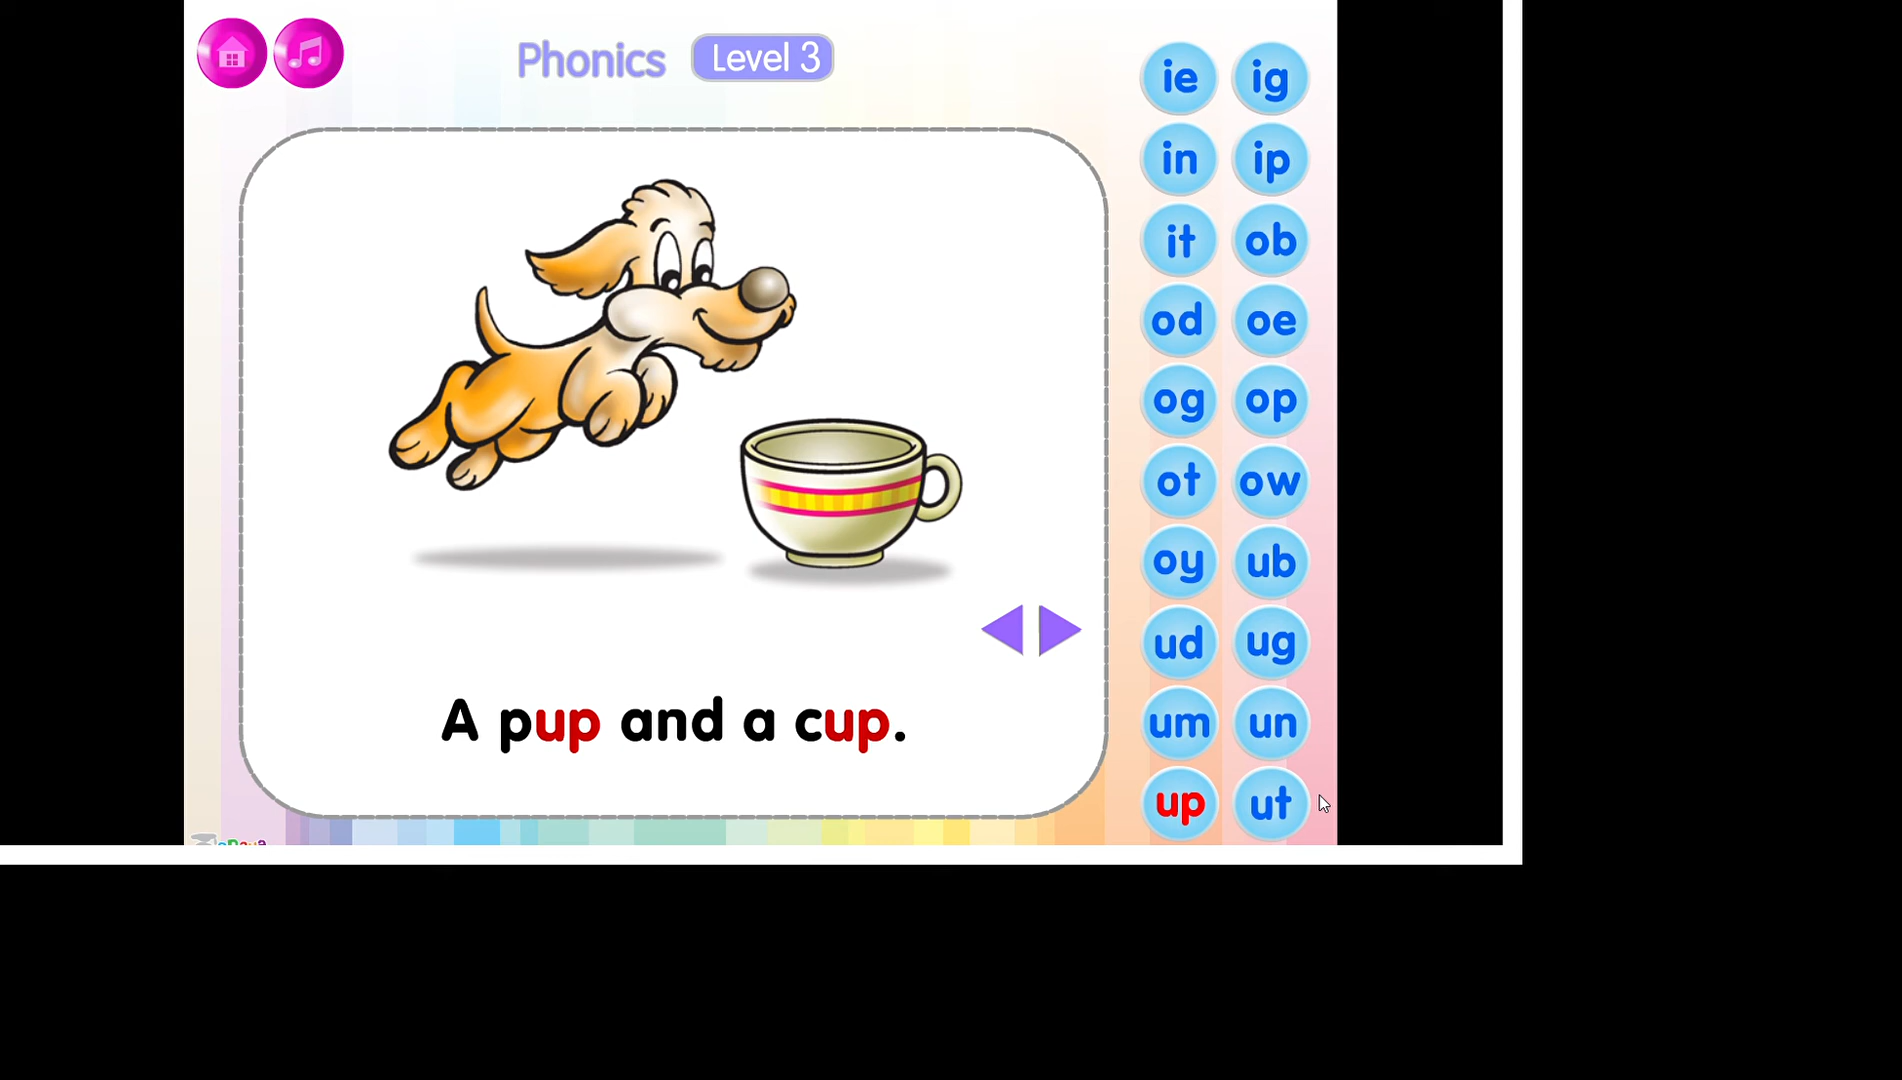 Phonics Level 3
ie ig
in ip
it ob
od oe
og op
ot ow
oy ub
ud ug
um un
up ut
A pup and a cup.